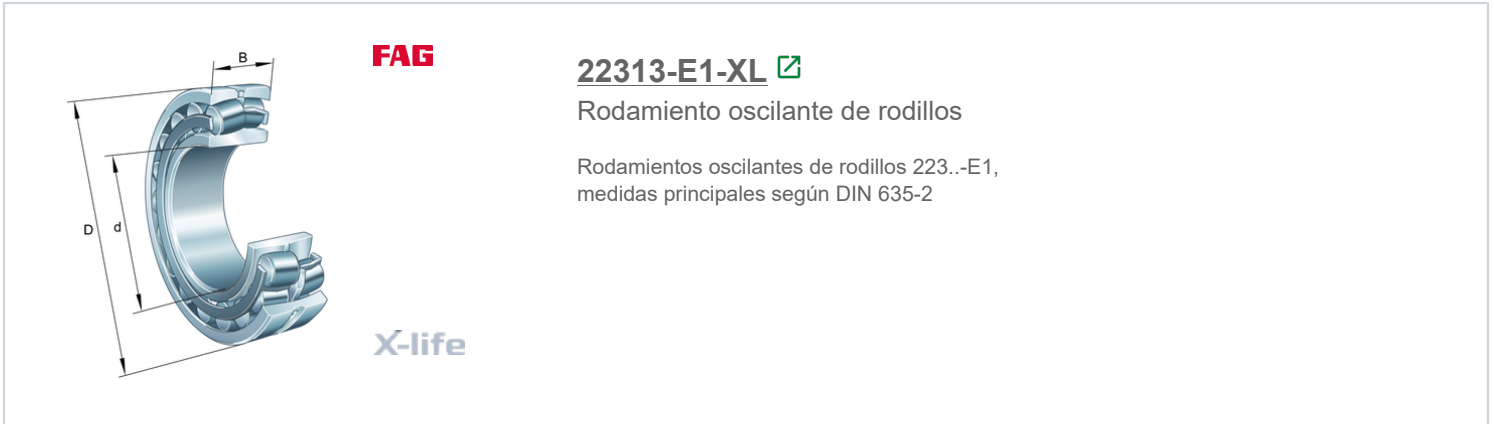 B
FAG
22313-E1-XL
Rodamiento oscilante de rodillos
Rodamientos oscilantes de rodillos 223..-E1,
medidas principales según DIN 635-2
D
d
X-life